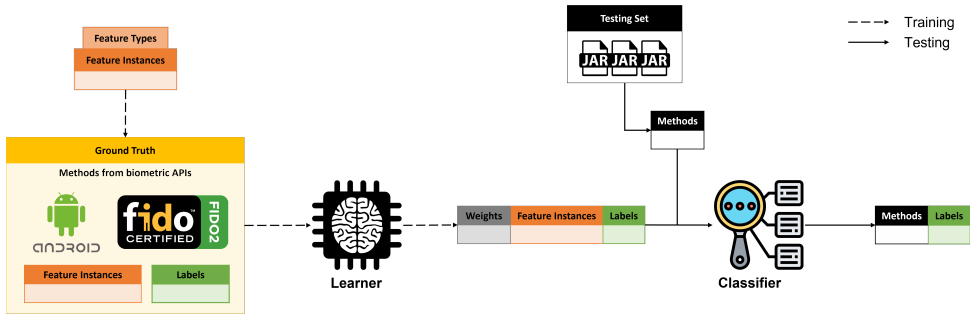 Feature Types
Feature Instances
Ground Truth
Methods from biometric APIs
ANDROID
fido™
CERTIFIED
FIDO2
Feature Instances
Labels
Learner
Weights
Feature Instances
Labels
Testing Set
JAR JAR JAR
Methods
Classifier
Methods
Labels
Training
Testing